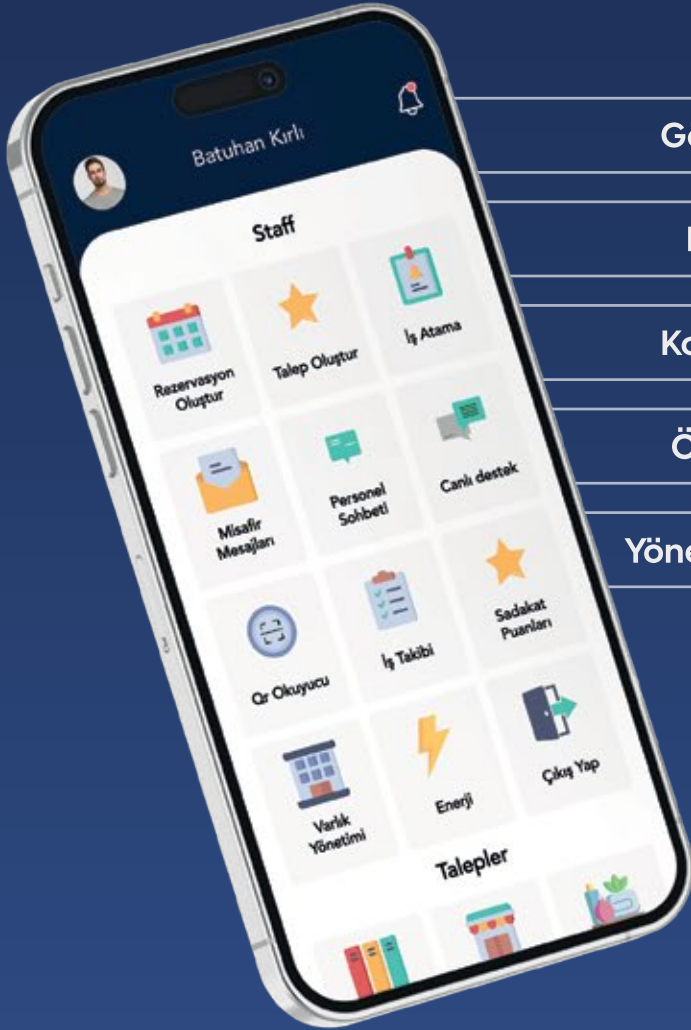 Batuhan Kırlı
Staff
Rezervasyon
Oluştur
Talep Oluştur
İş Atama
Misafir
Mesajları
Personel
Sohbeti
Canlı destek
Qr Okuyucu
İş Takibi
Sadakat
Puanları
Varlık
Yönetimi
Enerji
Çıkış Yap
Talepler